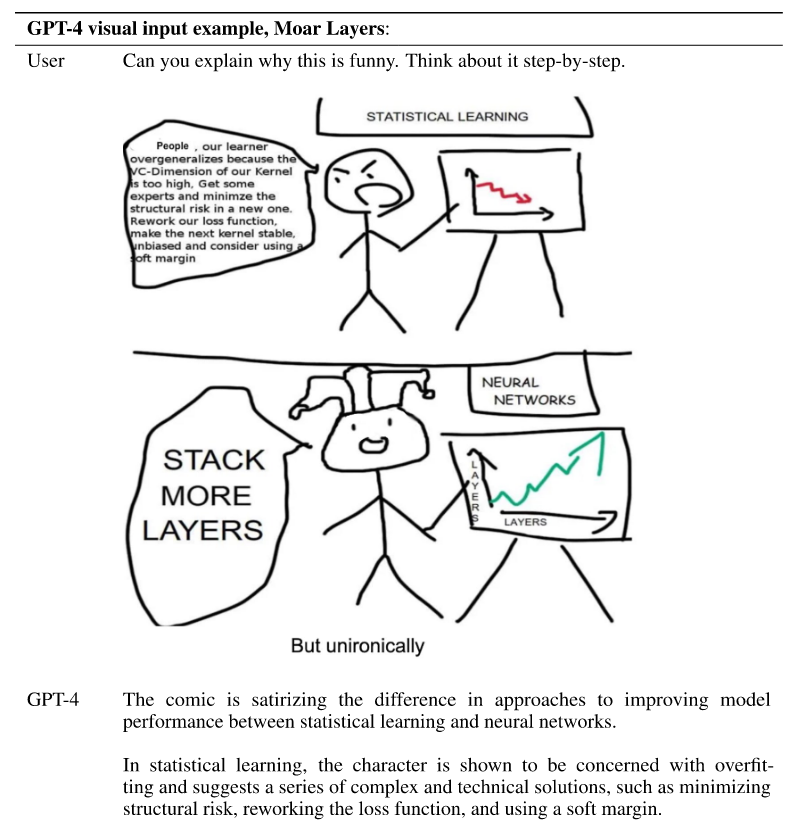 GPT-4 visual input example, Moar Layers:
User Can you explain why this is funny. Think about it step-by-step.
STATISTICAL LEARNING
People , our learner
overgeneralizes because the
VC-Dimension of our Kernel
is too high, Get some
experts and minimze the
structural risk in a new one.
Rework our loss function,
make the next kernel stable,
unbiased and consider using a
soft margin
NEURAL
NETWORKS
STACK
MORE
LAYERS
LAYERS
LAYERS
But unironically
GPT-4 The comic is satirizing the difference in approaches to improving model
performance between statistical learning and neural networks.
In statistical learning, the character is shown to be concerned with overfit-
ting and suggests a series of complex and technical solutions, such as minimizing
structural risk, reworking the loss function, and using a soft margin.